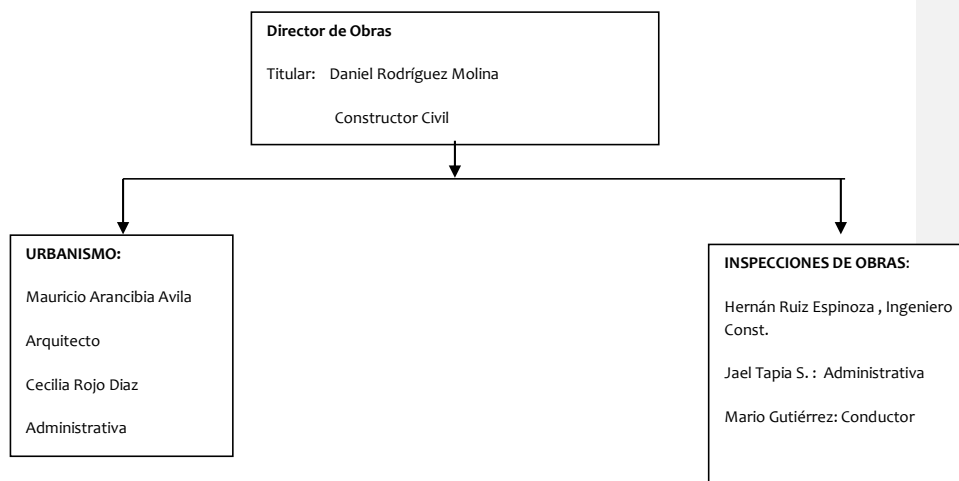 Director de Obras
Titular: Daniel Rodríguez Molina
Constructor Civil
URBANISMO:
Mauricio Arancibia Avila
Arquitecto
Cecilia Rojo Diaz
Administrativa
INSPECCIONES DE OBRAS:
Hernán Ruiz Espinoza , Ingeniero
Const.
Jael Tapia S. : Administrativa
Mario Gutiérrez: Conductor